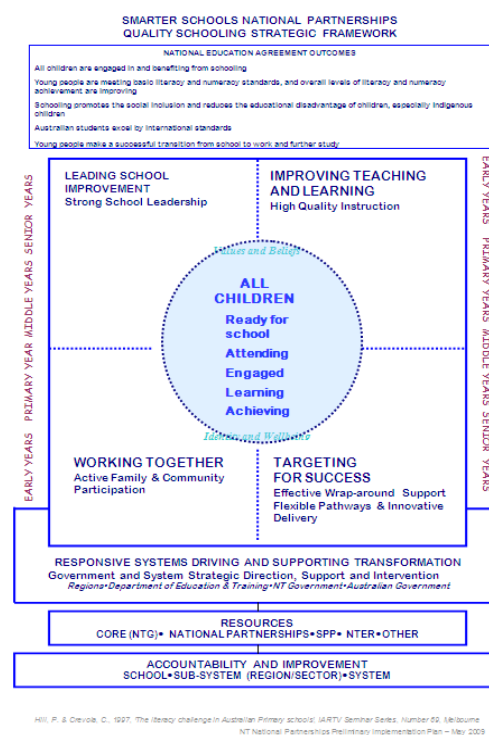 SMARTER SCHOOLS NATIONAL PARTNERSHIPS
QUALITY SCHOOLING STRATEGIC FRAMEWORK
NATIONAL EDUCATION AGREEMENT OUTCOMES
All children are engaged in and benefiting from schooling
Young people are meeting basic literacy and numeracy standards, and overall levels of literacy and numeracy
achievement are improving
Schooling promotes the social inclusion and reduces the educational disadvantage of children, especially Indigenous
children
Australian students excel by international standards
Young people make a successful transition from school to work and further study
EARLY YEARS PRIMARY YEAR MIDDLE YEARS SENIOR YEARS
LEADING SCHOOL
IMPROVEMENT
Strong School Leadership
IMPROVING TEACHING
AND LEARNING
High Quality Instruction
EARLY YEARS PRIMARY YEARS MIDDLE YEARS SENIOR YEARS
Values and Beliefs
ALL
CHILDREN
Ready for
school
Attending
Engaged
Learning
Achieving
Identity and Wellbeing
WORKING TOGETHER
Active Family & Community
Participation
TARGETING
FOR SUCCESS
Effective Wrap-around Support
Flexible Pathways & Innovative
Delivery
RESPONSIVE SYSTEMS DRIVING AND SUPPORTING TRANSFORMATION
Government and System Strategic Direction, Support and Intervention
Regions•Department of Education & Training•NT Government•Australian Government
RESOURCES
CORE (NTG)• NATIONAL PARTNERSHIPS•SPP• NTER•OTHER
ACCOUNTABILITY AND IMPROVEMENT
SCHOOL•SUB-SYSTEM (REGION/SECTOR)•SYSTEM
Hill, P. & Crevola, C., 1997, 'The literacy challenge in Australian Primary schools', IARTV Seminar Series, Number 69, Melbourne
NT National Partnerships Preliminary Implementation Plan – May 2009